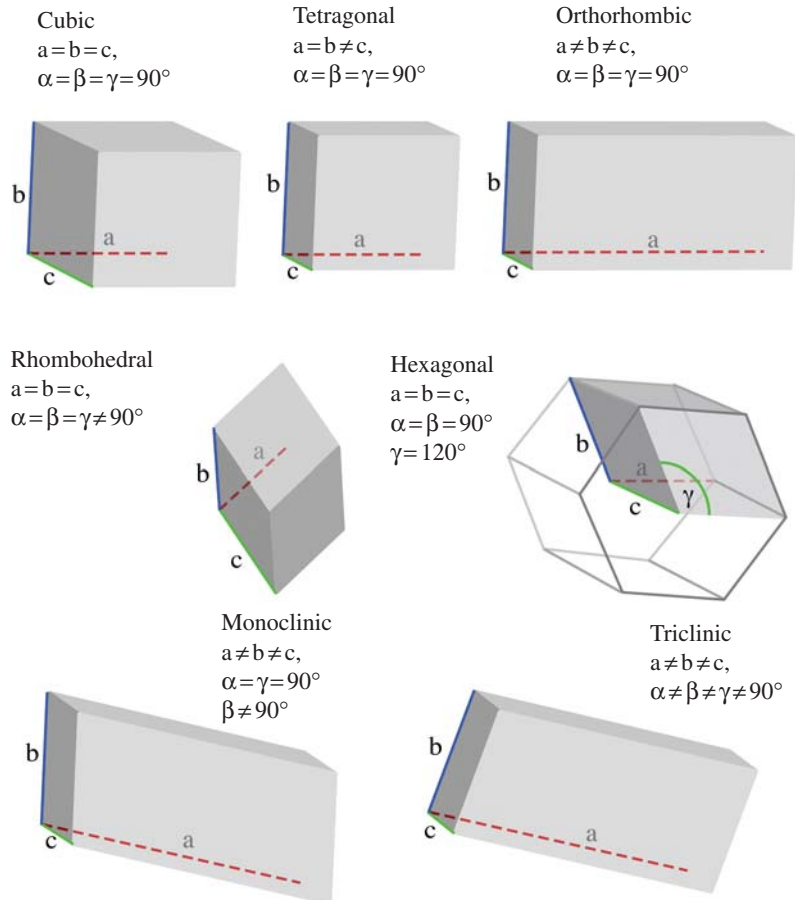 Cubic
a=b=c,
α=β=γ=90°
b
a
c
Tetragonal
a=b≠c,
α=β=γ=90°
b
a
c
Orthorhombic
a≠b≠c,
α=β=γ=90°
b
a
c
Rhombohedral
a=b=c,
α=β=γ≠90°
a
b
c
Hexagonal
a=b=c,
α=β=90°
γ=120°
b
a
c
γ
Monoclinic
a≠b≠c,
α=γ=90°
β≠90°
b
c
a
Triclinic
a≠b≠c,
α≠β≠γ≠90°
b
c
a